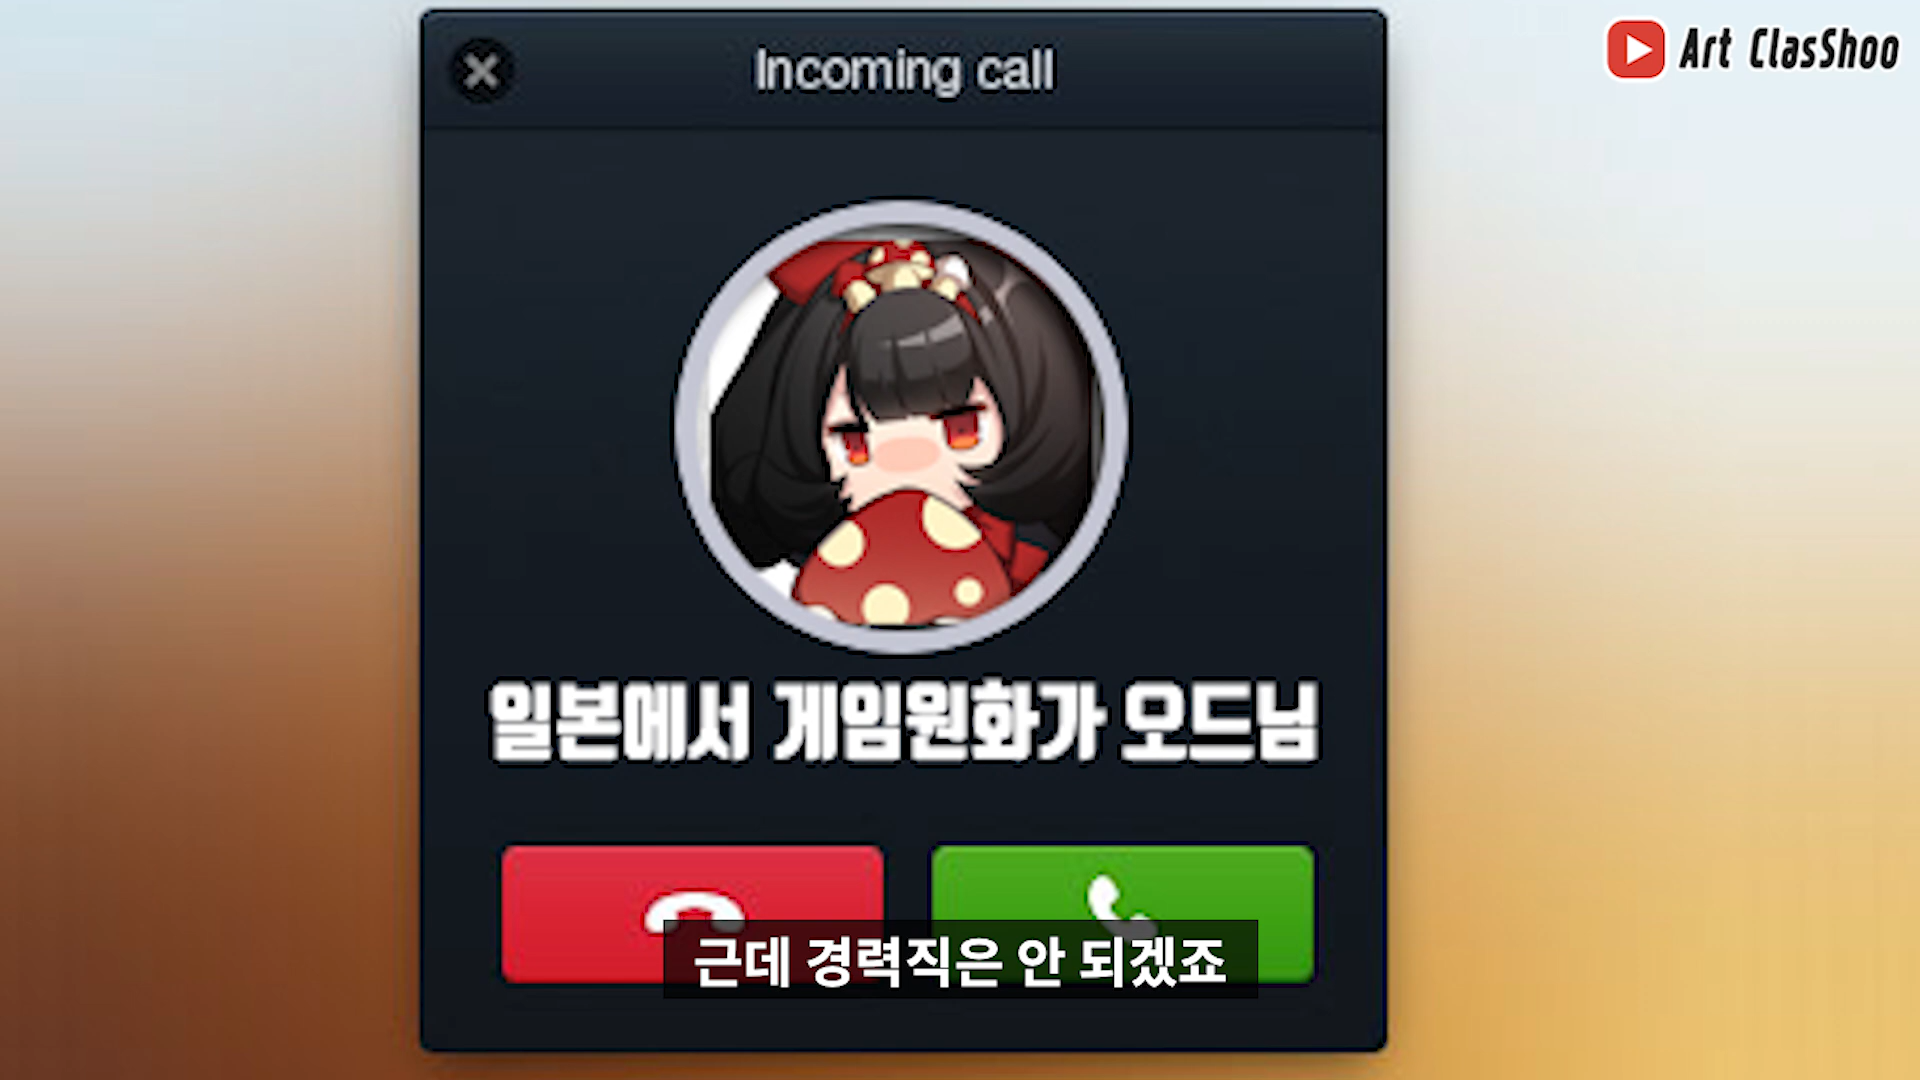 Art ClasShoo
Incoming call
일본에서 게임원화가 오드님
근데 경력직은 안 되겠죠